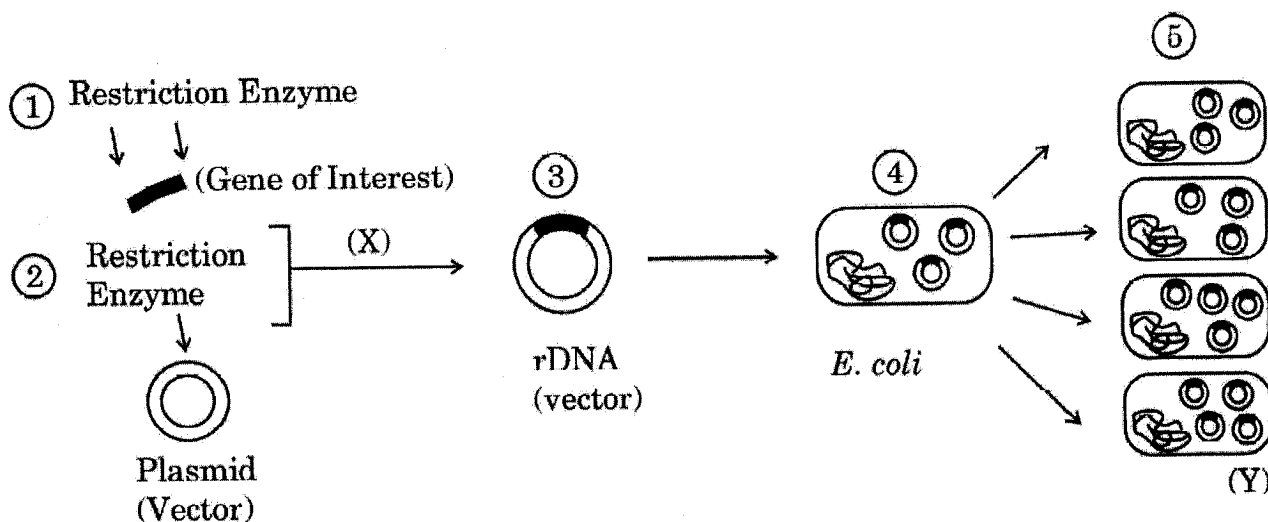 ① Restriction Enzyme
(Gene of Interest)
② Restriction
Enzyme
Plasmid
(Vector)
(X)
③
rDNA
(vector)
④
E. coli
⑤
(Y)